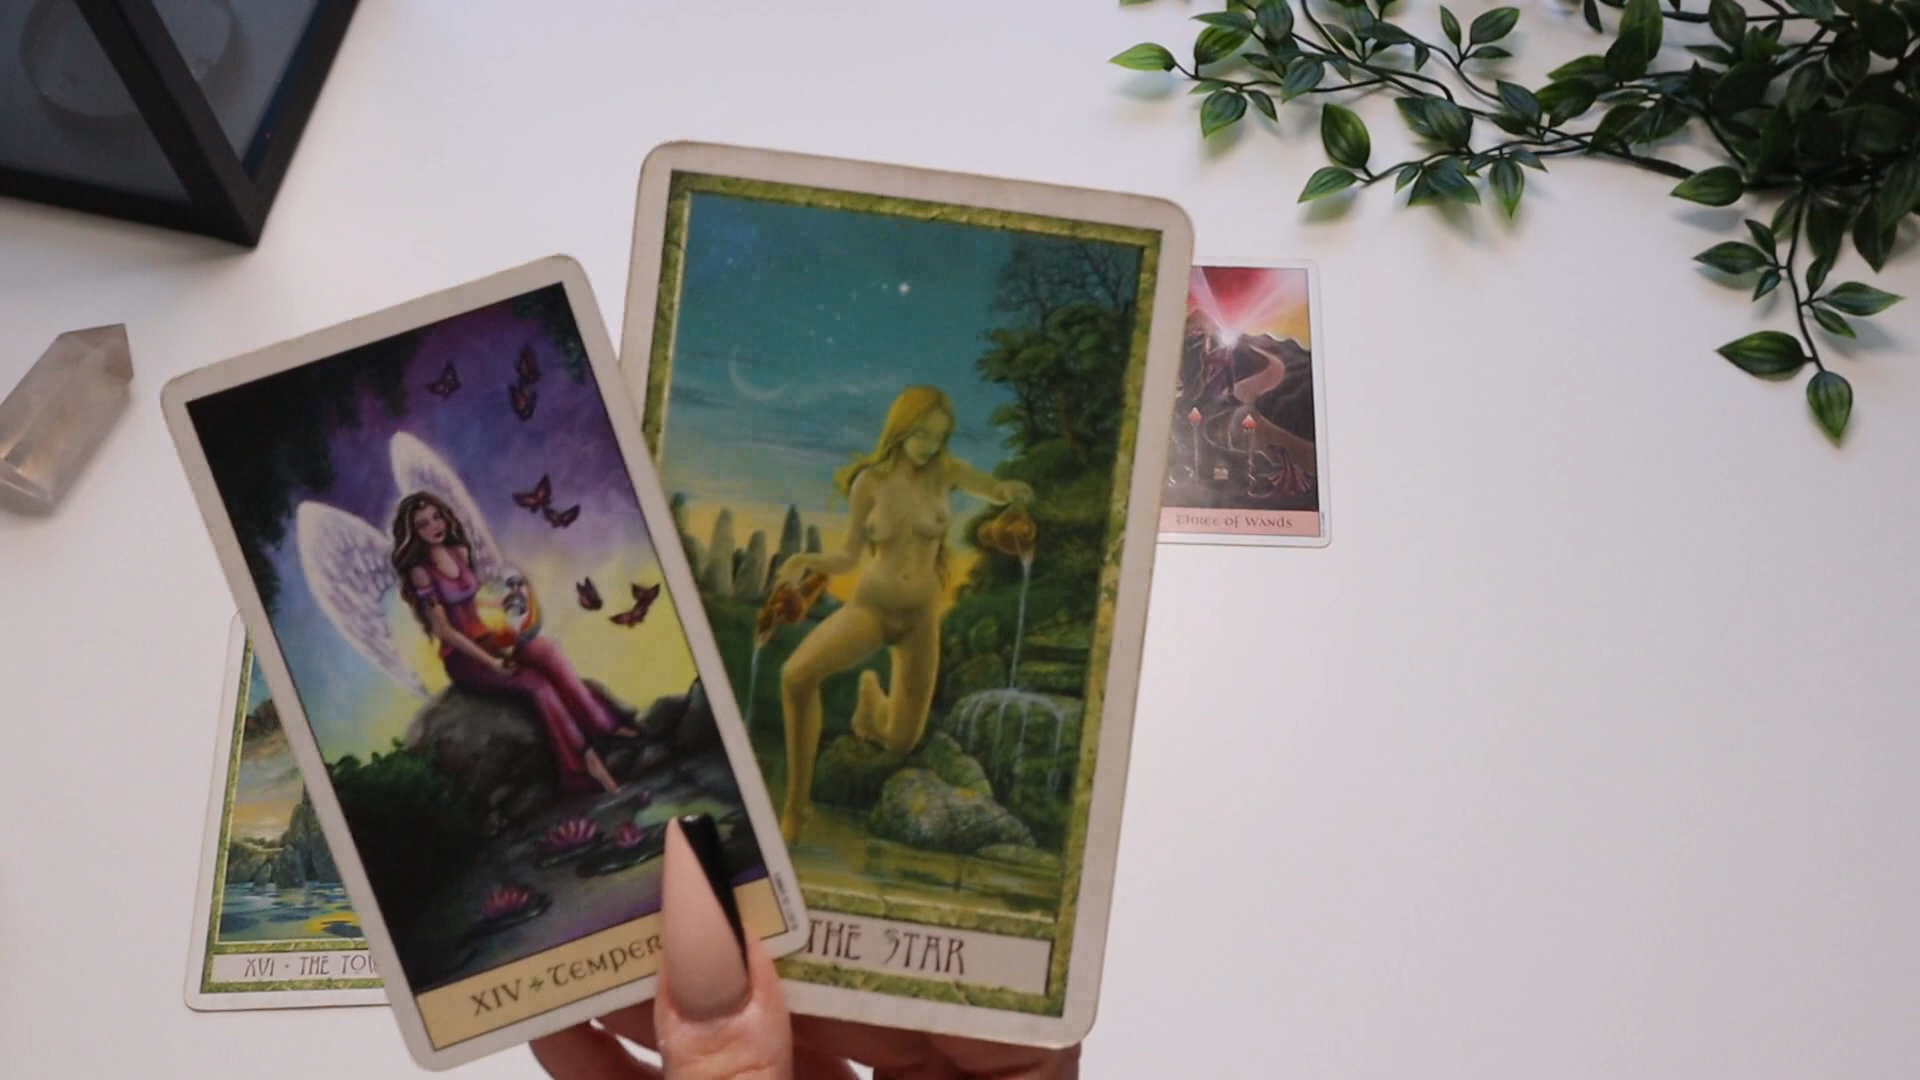 THREE OF WANDS
THE STAR
XVI · THE TO
XIV TEMPER